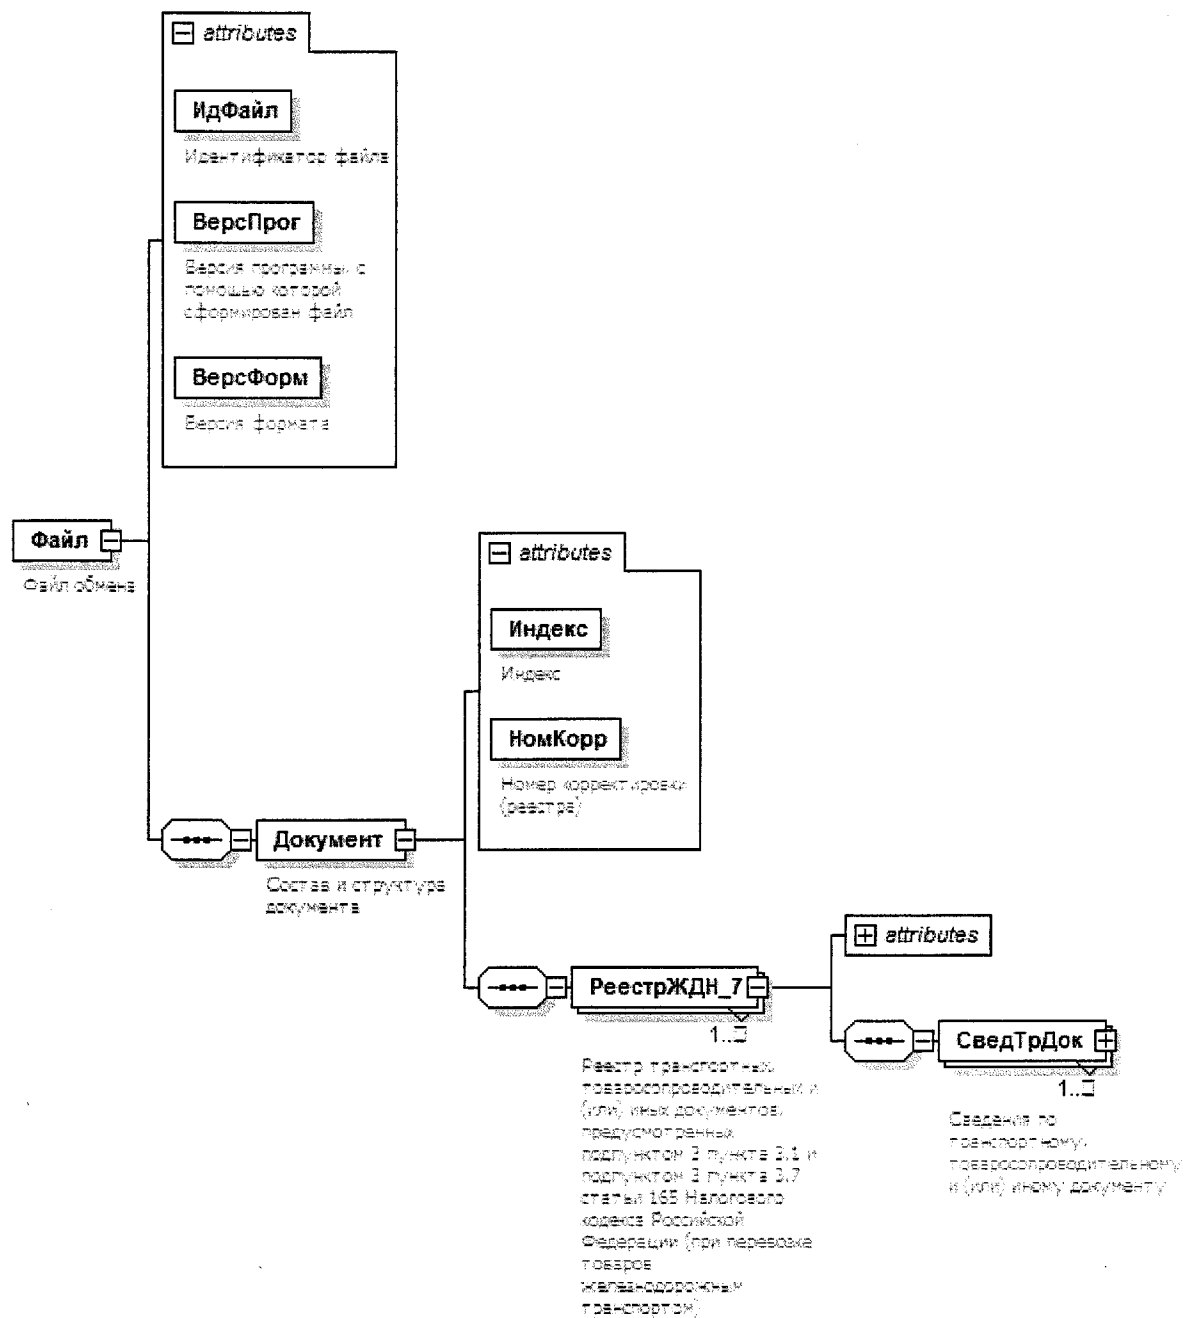 attributes
ИдФайл
Идентификатор файла
ВерсПрог
Версия программы, с
помощью которой
сформирован файл
ВерсФорм
Версия формата
Файл
Файл обмена
attributes
Индекс
Индекс
НомКорр
Номер корректировки
(реестра)
Документ
Состав и структура
документа
attributes
РеестрЖДН_7
1..
Реестр транспортных,
товаросопроводительных и
(или) иных документов,
предусмотренных
подпунктом 3 пункта 3.1 и
подпунктом 3 пункта 3.7
статьи 165 Налогового
кодекса Российской
Федерации (при перевозке
товаров
железнодорожным
транспортом)
СведТрДок
1..
Сведения по
транспортному,
товаросопроводительному
и (или) иному документу